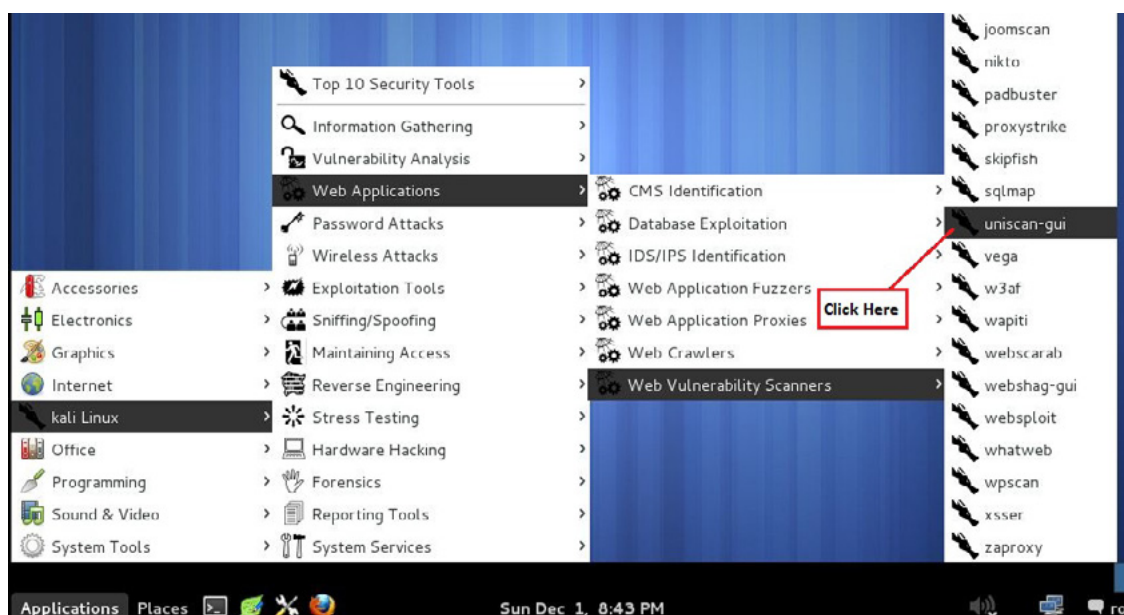 Accessories
Electronics
Graphics
Internet
kali Linux
Office
Programming
Sound & Video
System Tools
Top 10 Security Tools
Information Gathering
Vulnerability Analysis
Web Applications
Password Attacks
Wireless Attacks
Exploitation Tools
Sniffing/Spoofing
Maintaining Access
Reverse Engineering
Stress Testing
Hardware Hacking
Forensics
Reporting Tools
System Services
CMS Identification
Database Exploitation
IDS/IPS Identification
Web Application Fuzzers
Web Application Proxies
Web Crawlers
Web Vulnerability Scanners
Click Here
joomscan
nikto
padbuster
proxystrike
skipfish
sqlmap
uniscan-gui
vega
w3af
wapiti
webscarab
webshag-gui
websploit
whatweb
wpscan
xsser
zaproxy
Applications Places Sun Dec 1, 8:43 PM